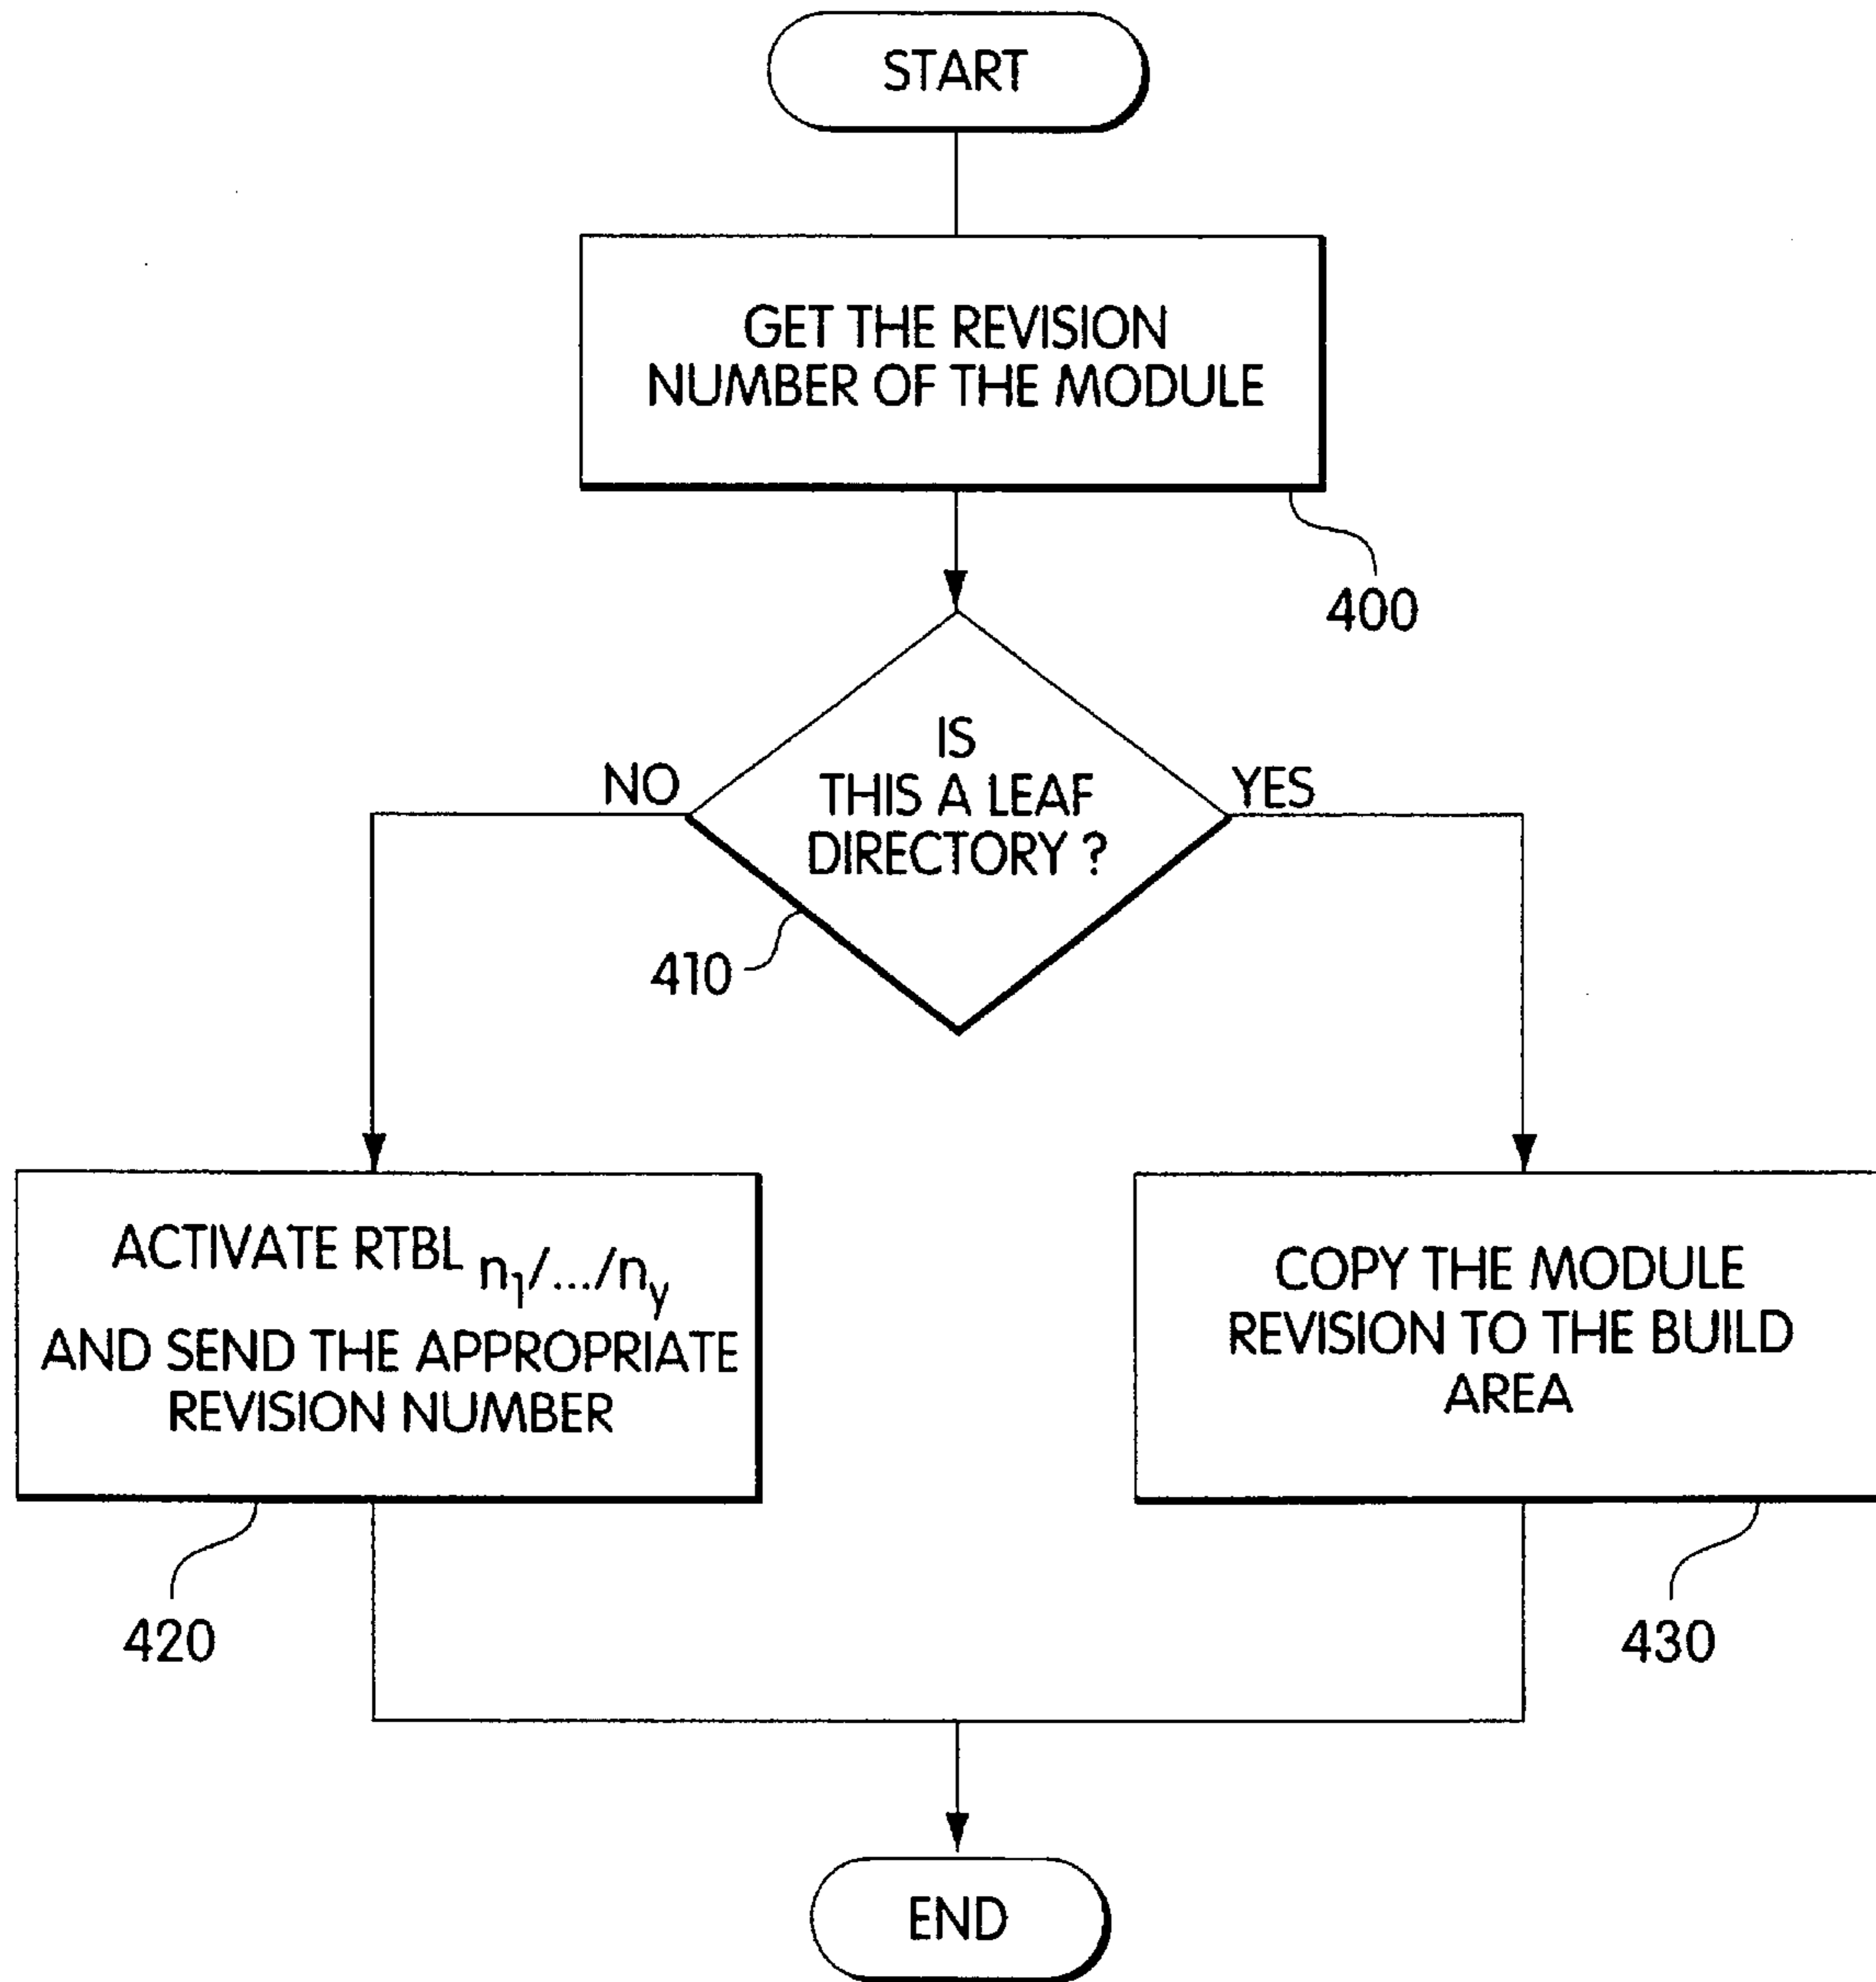 START
GET THE REVISION
NUMBER OF THE MODULE
400
IS
THIS A LEAF
DIRECTORY ?
NO
YES
410
ACTIVATE RTBL n1/.../ny
AND SEND THE APPROPRIATE
REVISION NUMBER
COPY THE MODULE
REVISION TO THE BUILD
AREA
420
430
END